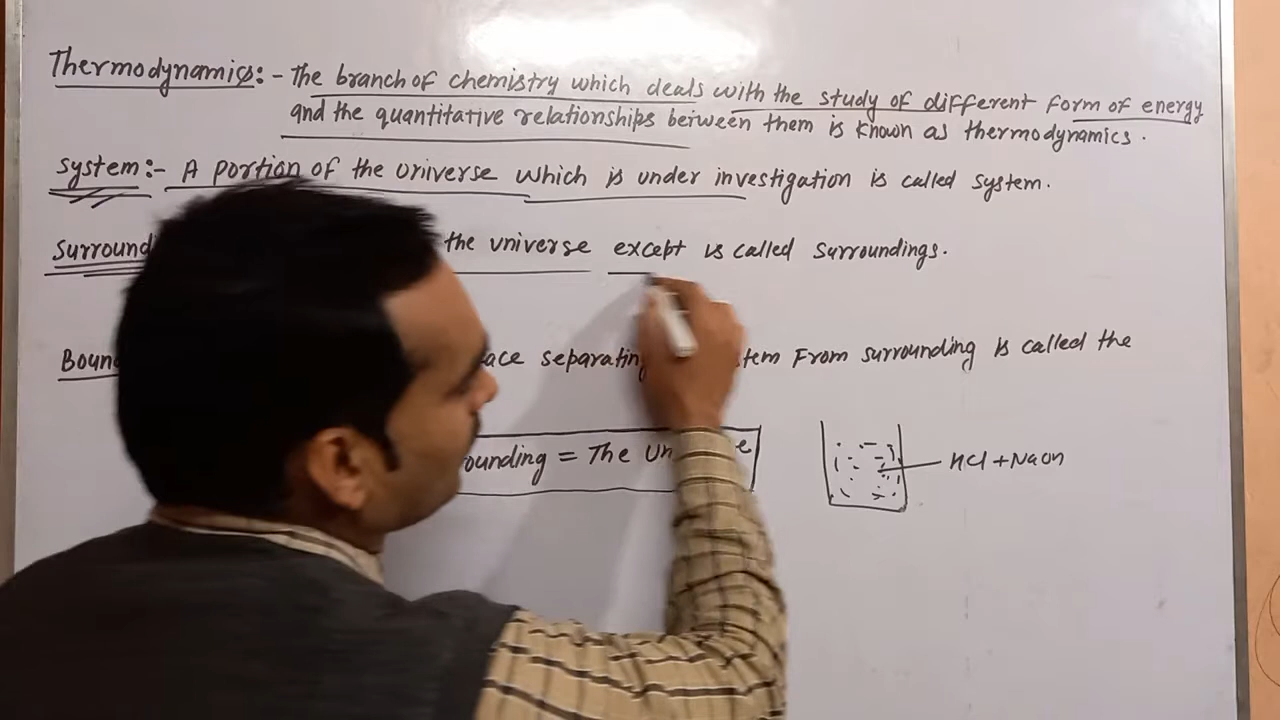 Thermodynamics:- The branch of chemistry which deals with the study of different form of energy
and the quantitative relationships between them is known as thermodynamics.
System:- A portion of the universe which is under investigation is called system.
Surround the universe except is called surroundings.
Boun ace separating tem From surrounding is called the
ounding = The Un e
HCl + NaOH